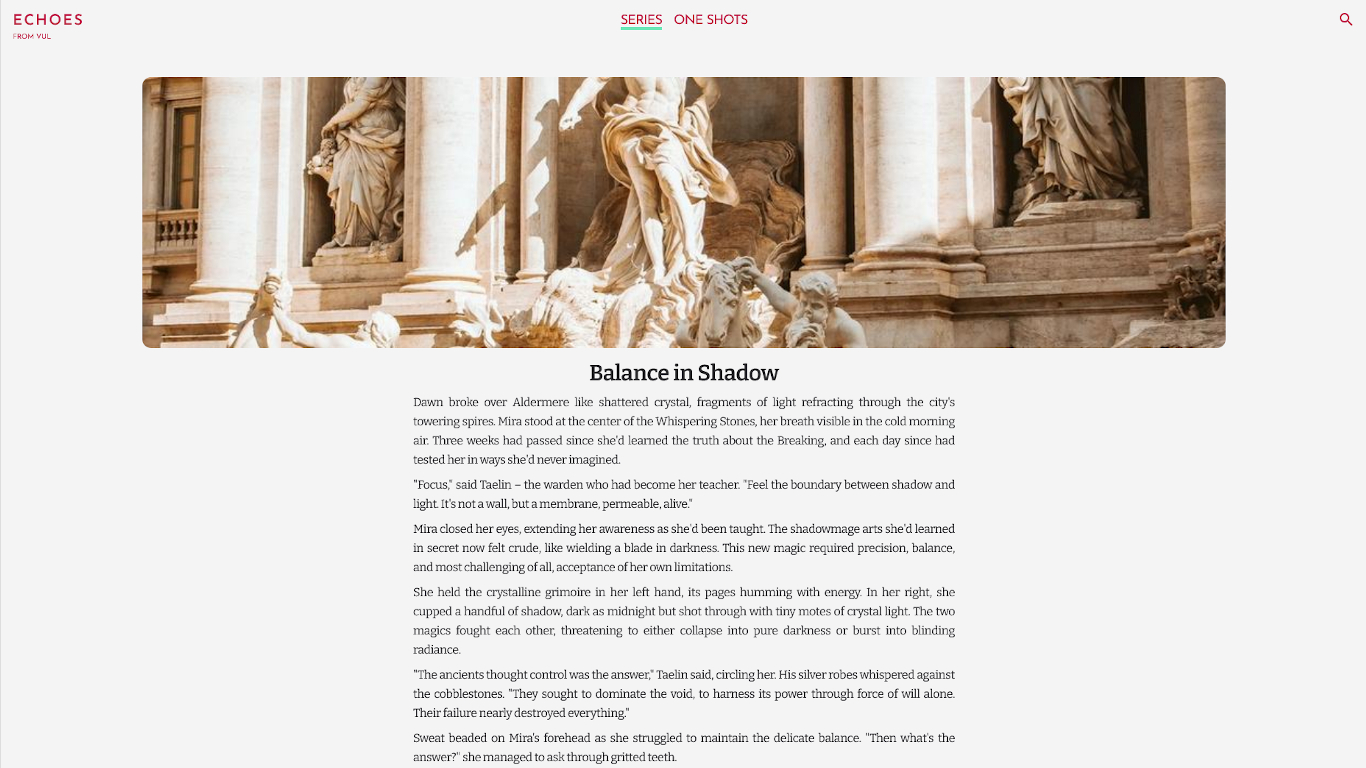 ECHOES
FROM VUL
SERIES ONE SHOTS
Balance in Shadow
Dawn broke over Aldermere like shattered crystal, fragments of light refracting through the city's
towering spires. Mira stood at the center of the Whispering Stones, her breath visible in the cold morning
air. Three weeks had passed since she'd learned the truth about the Breaking, and each day since had
tested her in ways she'd never imagined.
"Focus," said Taelin – the warden who had become her teacher. "Feel the boundary between shadow and
light. It's not a wall, but a membrane, permeable, alive."
Mira closed her eyes, extending her awareness as she'd been taught. The shadowmage arts she'd learned
in secret now felt crude, like wielding a blade in darkness. This new magic required precision, balance,
and most challenging of all, acceptance of her own limitations.
She held the crystalline grimoire in her left hand, its pages humming with energy. In her right, she
cupped a handful of shadow, dark as midnight but shot through with tiny motes of crystal light. The two
magics fought each other, threatening to either collapse into pure darkness or burst into blinding
radiance.
"The ancients thought control was the answer," Taelin said, circling her. His silver robes whispered against
the cobblestones. "They sought to dominate the void, to harness its power through force of will alone.
Their failure nearly destroyed everything."
Sweat beaded on Mira's forehead as she struggled to maintain the delicate balance. "Then what's the
answer?" she managed to ask through gritted teeth.